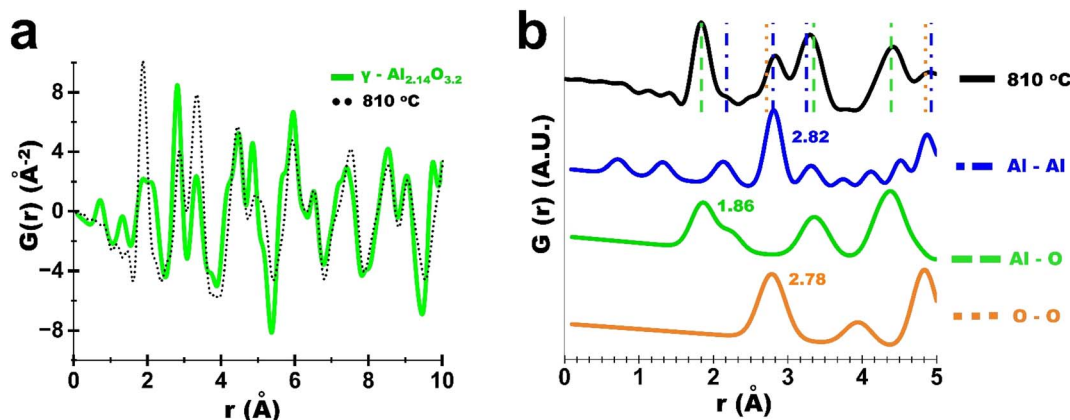 a
γ - Al2.14O3.2
810 °C
8
4
0
−4
−8
G(r) (Å-2)
0 2 4 6 8 10
r (Å)
b
G (r) (A.U.)
810 °C
2.82
Al - Al
1.86
Al - O
2.78
O - O
0 1 2 3 4 5
r (Å)